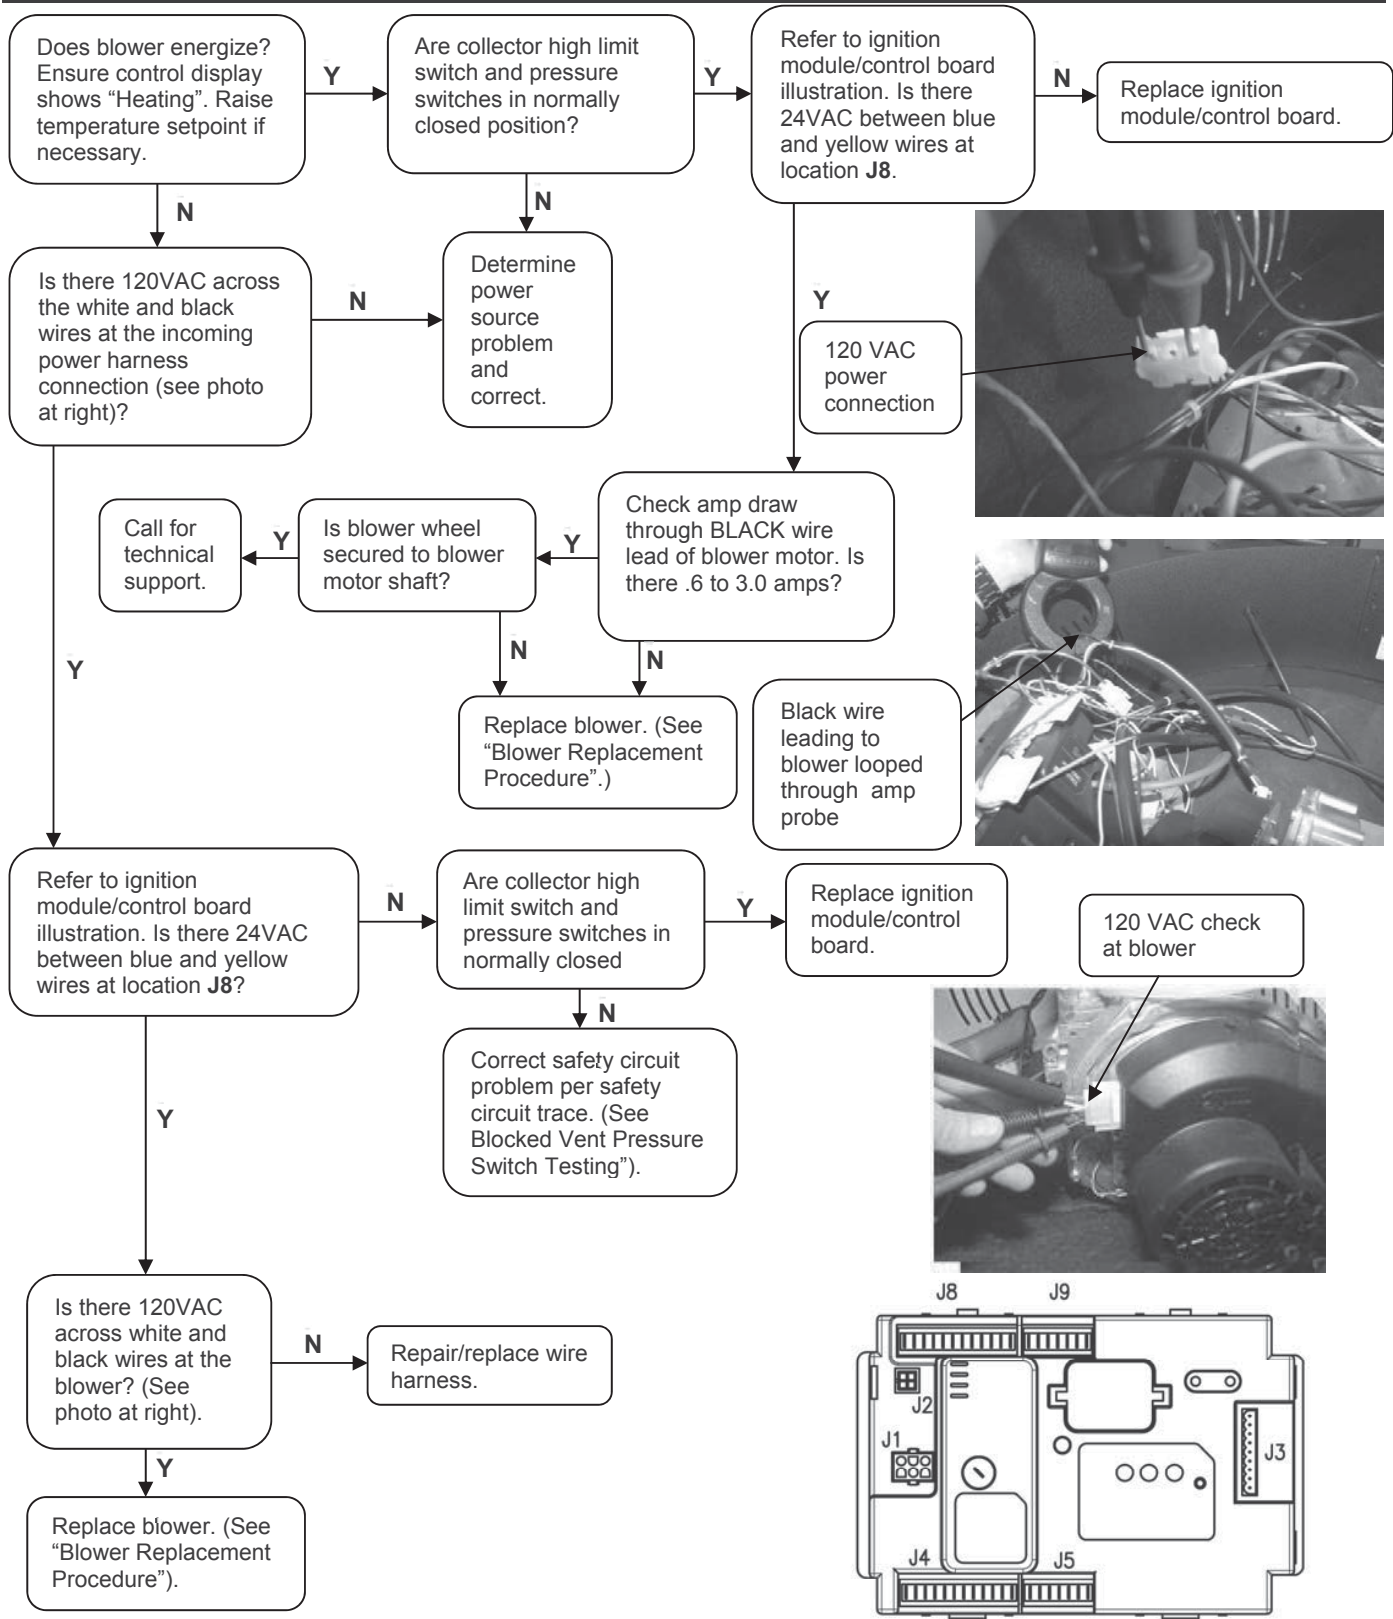 Does blower energize?
Ensure control display
shows “Heating”. Raise
temperature setpoint if
necessary.
Y
Are collector high limit
switch and pressure
switches in normally
closed position?
Y
Refer to ignition
module/control board
illustration. Is there
24VAC between blue
and yellow wires at
location J8.
N
Replace ignition
module/control board.
N
N
Is there 120VAC across
the white and black
wires at the incoming
power harness
connection (see photo
at right)?
N
Determine
power
source
problem
and
correct.
Y
120 VAC
power
connection
Call for
technical
support.
Y
Is blower wheel
secured to blower
motor shaft?
Y
Check amp draw
through BLACK wire
lead of blower motor. Is
there .6 to 3.0 amps?
Y
N
N
Replace blower. (See
“Blower Replacement
Procedure”.)
Black wire
leading to
blower looped
through amp
probe
Refer to ignition
module/control board
illustration. Is there 24VAC
between blue and yellow
wires at location J8?
N
Are collector high
limit switch and
pressure switches in
normally closed
Y
Replace ignition
module/control
board.
120 VAC check
at blower
N
Correct safety circuit
problem per safety
circuit trace. (See
Blocked Vent Pressure
Switch Testing”).
Y
Is there 120VAC
across white and
black wires at the
blower? (See
photo at right).
N
Repair/replace wire
harness.
Y
Replace blower. (See
“Blower Replacement
Procedure”).
J8
J9
J2
J1
J3
J4
J5